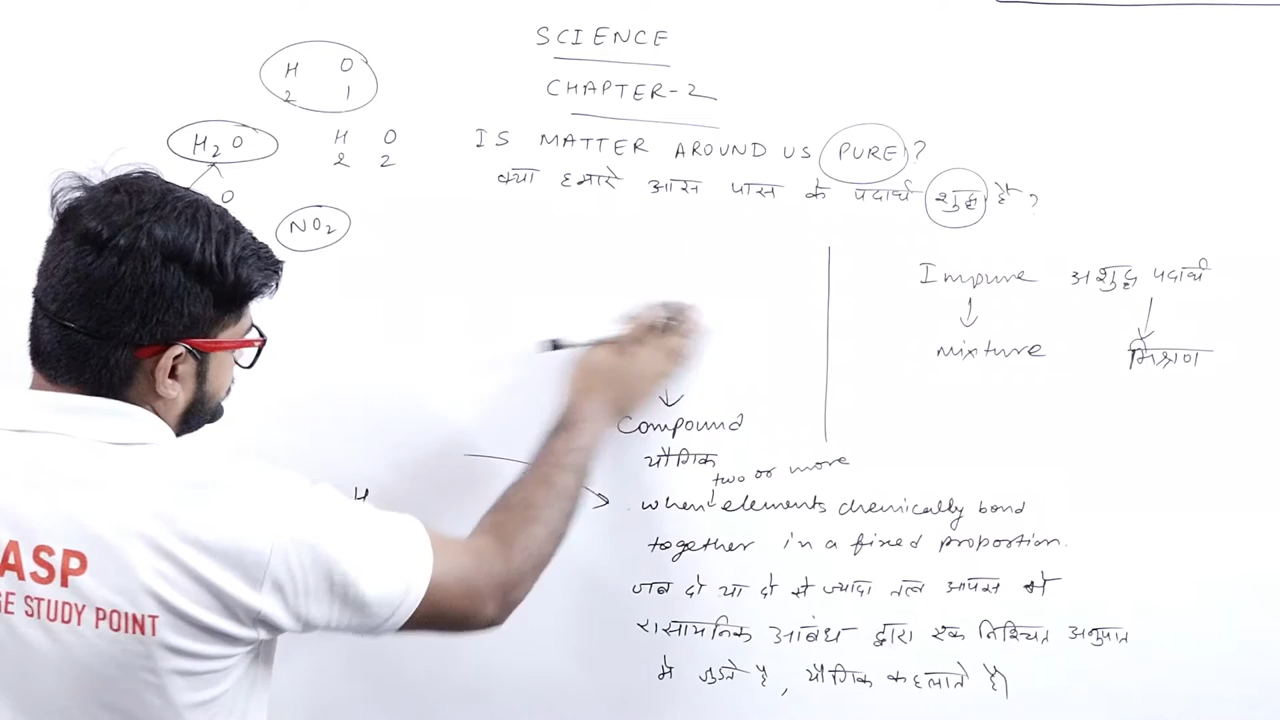 SCIENCE
CHAPTER-2
IS MATTER AROUND US PURE ?
क्या हमारे आस पास के पदार्थ शुद्ध है ?
H O
2 1
H2O
H O
2 2
O
NO2
Impure अशुद्ध पदार्थ
mixture मिश्रण
Compound
यौगिक
two or more
when elements chemically bond
together in a fixed proportion.
जब दो या दो से ज्यादा तत्व आपस मे
रासायनिक आबंध द्वारा एक निश्चित अनुपात
मे जुड़ते है, यौगिक कहलाते है।
H
ASP
GE STUDY POINT